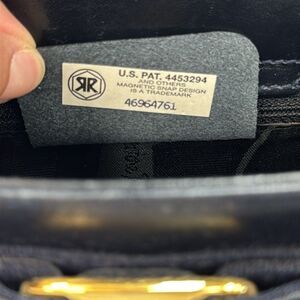 RR
U.S. PAT. 4453294
AND OTHERS
MAGNETIC SNAP DESIGN
IS A TRADEMARK
46964761